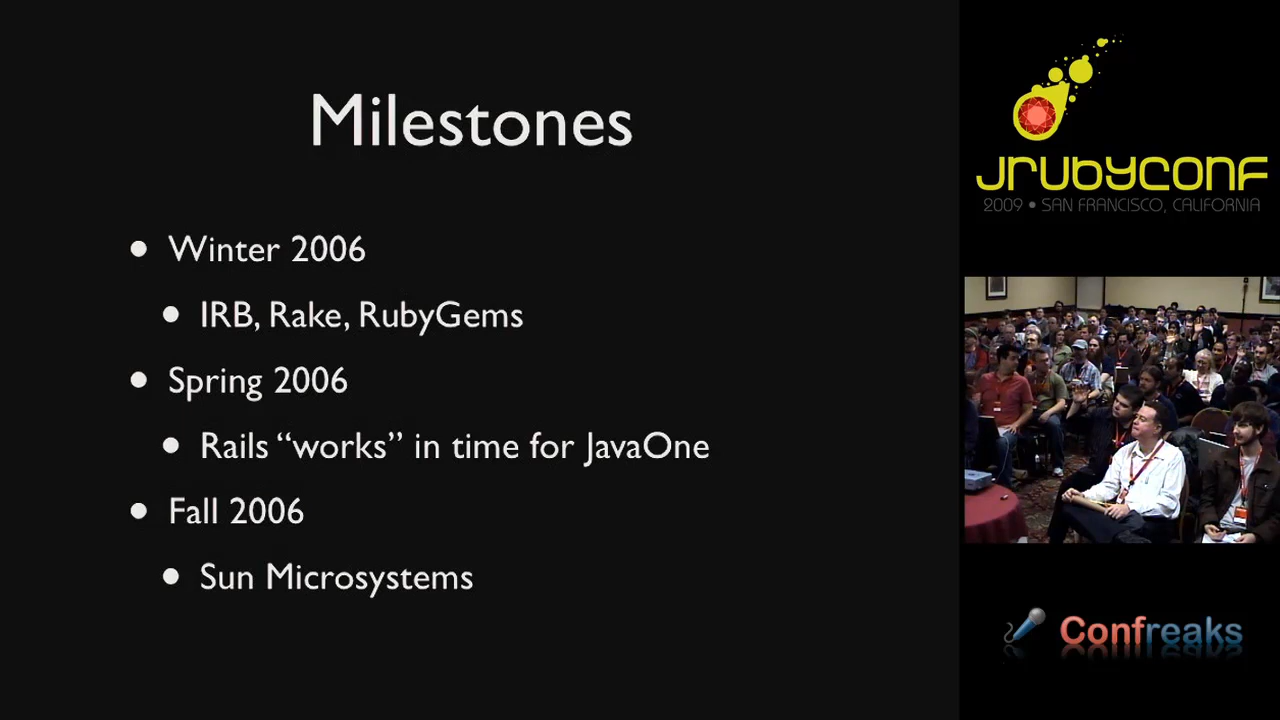 Milestones
• Winter 2006
• IRB, Rake, RubyGems
• Spring 2006
• Rails “works” in time for JavaOne
• Fall 2006
• Sun Microsystems
JRubyConf
2009 • SAN FRANCISCO, CALIFORNIA
Confreaks